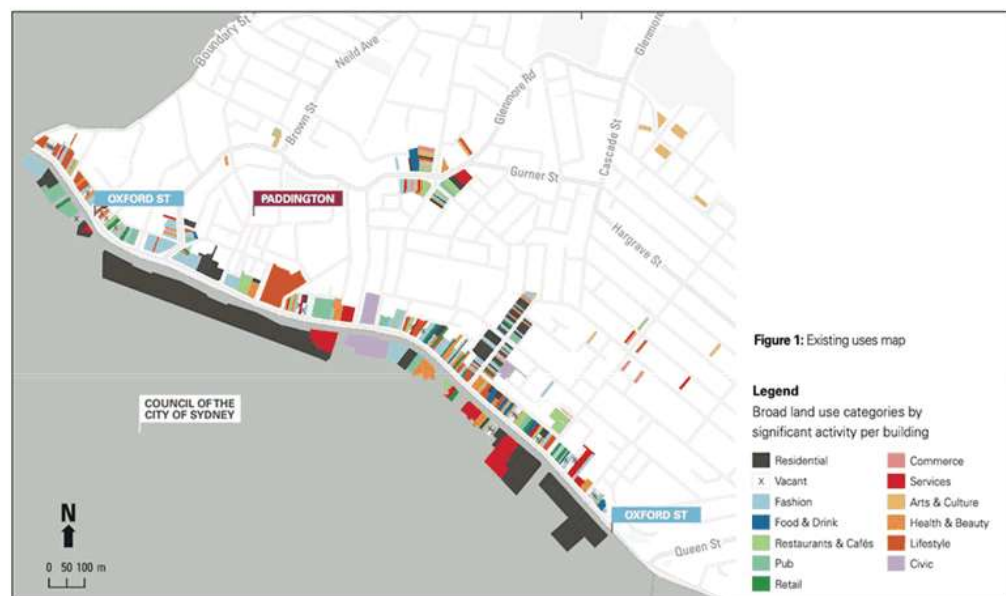 Boundary St
Neild Ave
Glenmore
Glenmore Rd
Brown St
Cascade St
Gurner St
OXFORD ST
PADDINGTON
Hargrave St
Figure 1: Existing uses map
Legend
Broad land use categories by
significant activity per building
COUNCIL OF THE
CITY OF SYDNEY
Residential
X Vacant
Fashion
Food & Drink
Restaurants & Cafés
Pub
Retail
Commerce
Services
Arts & Culture
Health & Beauty
Lifestyle
Civic
OXFORD ST
Queen St
N
0 50 100 m